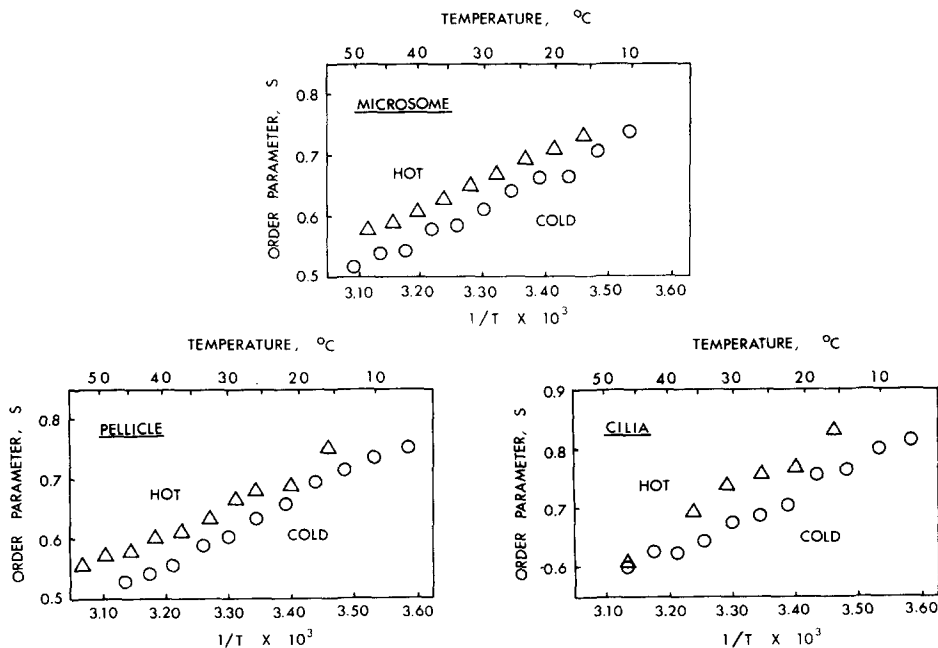 TEMPERATURE, °C
50 40 30 20 10
ORDER PARAMETER, S
0.8
0.7
0.6
0.5
MICROSOME
HOT
COLD
3.10 3.20 3.30 3.40 3.50 3.60
1/T X 10³
TEMPERATURE, °C
50 40 30 20 10
ORDER PARAMETER, S
0.8
0.7
0.6
0.5
PELLICLE
HOT
COLD
3.10 3.20 3.30 3.40 3.50 3.60
1/T X 10³
TEMPERATURE, °C
50 40 30 20 10
ORDER PARAMETER, S
0.9
0.8
0.7
0.6
CILIA
HOT
COLD
3.10 3.20 3.30 3.40 3.50 3.60
1/T X 10³